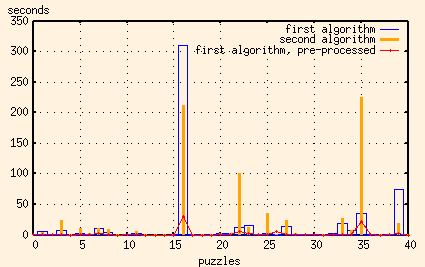 seconds
350
first algorithm
second algorithm
first algorithm, pre-processed
300
250
200
150
100
50
0
0 5 10 15 20 25 30 35 40
puzzles